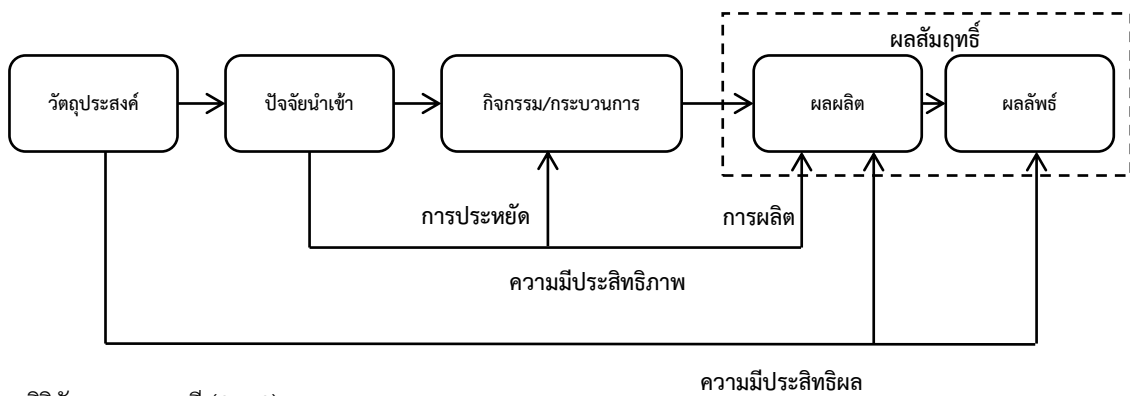 ผลสัมฤทธิ์
วัตถุประสงค์
ปัจจัยนำเข้า
กิจกรรม/กระบวนการ
ผลผลิต
ผลลัพธ์
การประหยัด
การผลิต
ความมีประสิทธิภาพ
ความมีประสิทธิผล